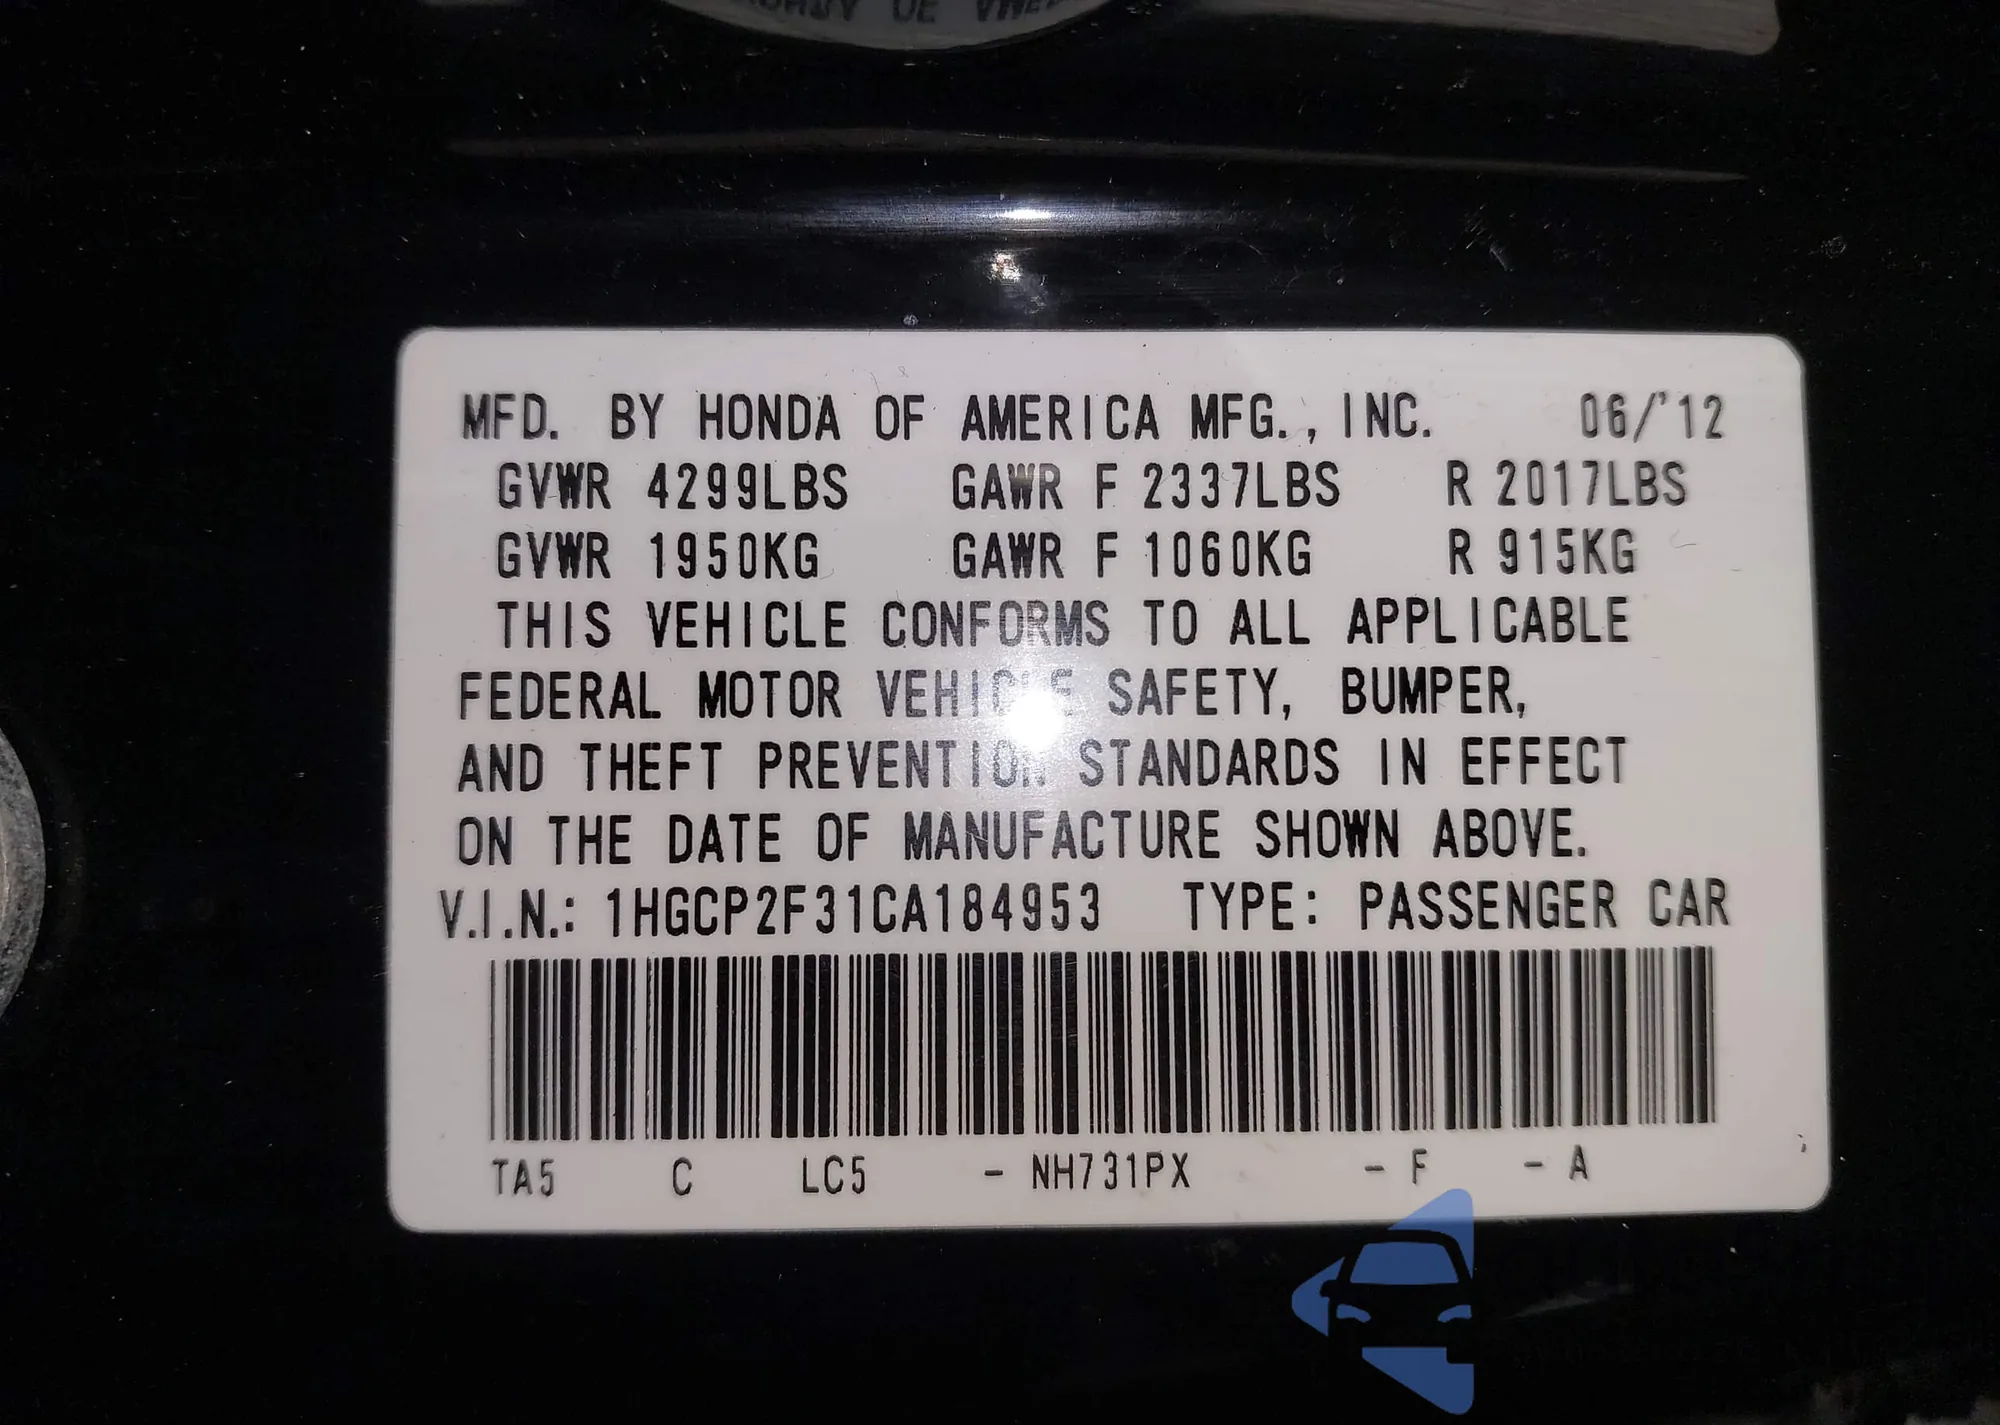 MFD. BY HONDA OF AMERICA MFG., INC. 06/'12
GVWR 4299LBS GAWR F 2337LBS R 2017LBS
GVWR 1950KG GAWR F 1060KG R 915KG
THIS VEHICLE CONFORMS TO ALL APPLICABLE
FEDERAL MOTOR VEHICLE SAFETY, BUMPER,
AND THEFT PREVENTION STANDARDS IN EFFECT
ON THE DATE OF MANUFACTURE SHOWN ABOVE.
V.I.N.: 1HGCP2F31CA184953 TYPE: PASSENGER CAR
TA5 C LC5 - NH731PX - F - A